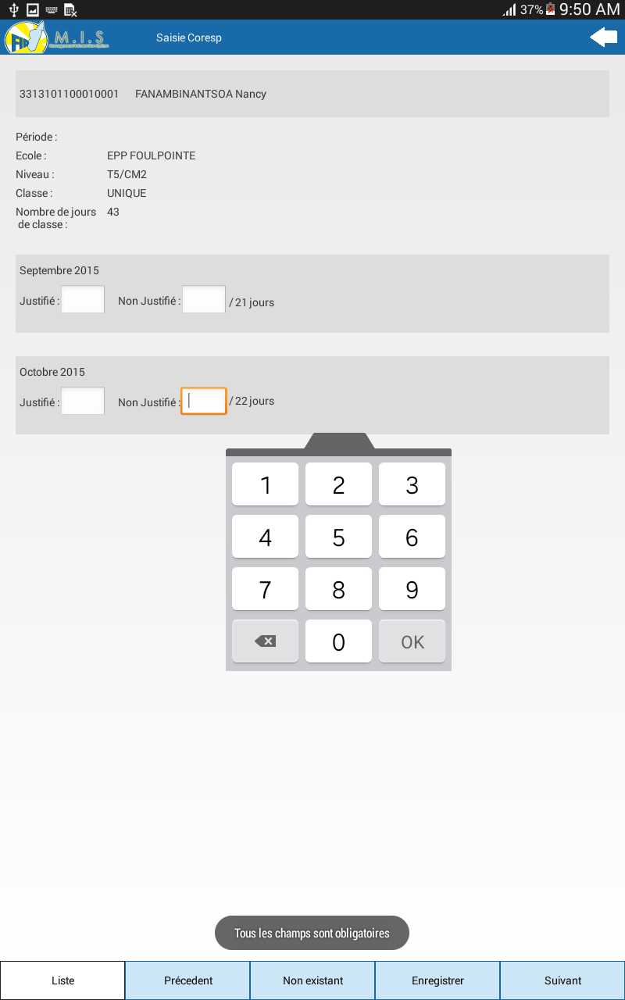 37% 9:50 AM
FIP M.I.S Saisie Coresp
3313101100010001 FANAMBINANTSOA Nancy
Période :
Ecole : EPP FOULPOINTE
Niveau : T5/CM2
Classe : UNIQUE
Nombre de jours 43
de classe :
Septembre 2015
Justifié : Non Justifié : / 21 jours
Octobre 2015
Justifié : Non Justifié : / 22 jours
1 2 3
4 5 6
7 8 9
0 OK
Tous les champs sont obligatoires
Liste Précedent Non existant Enregistrer Suivant